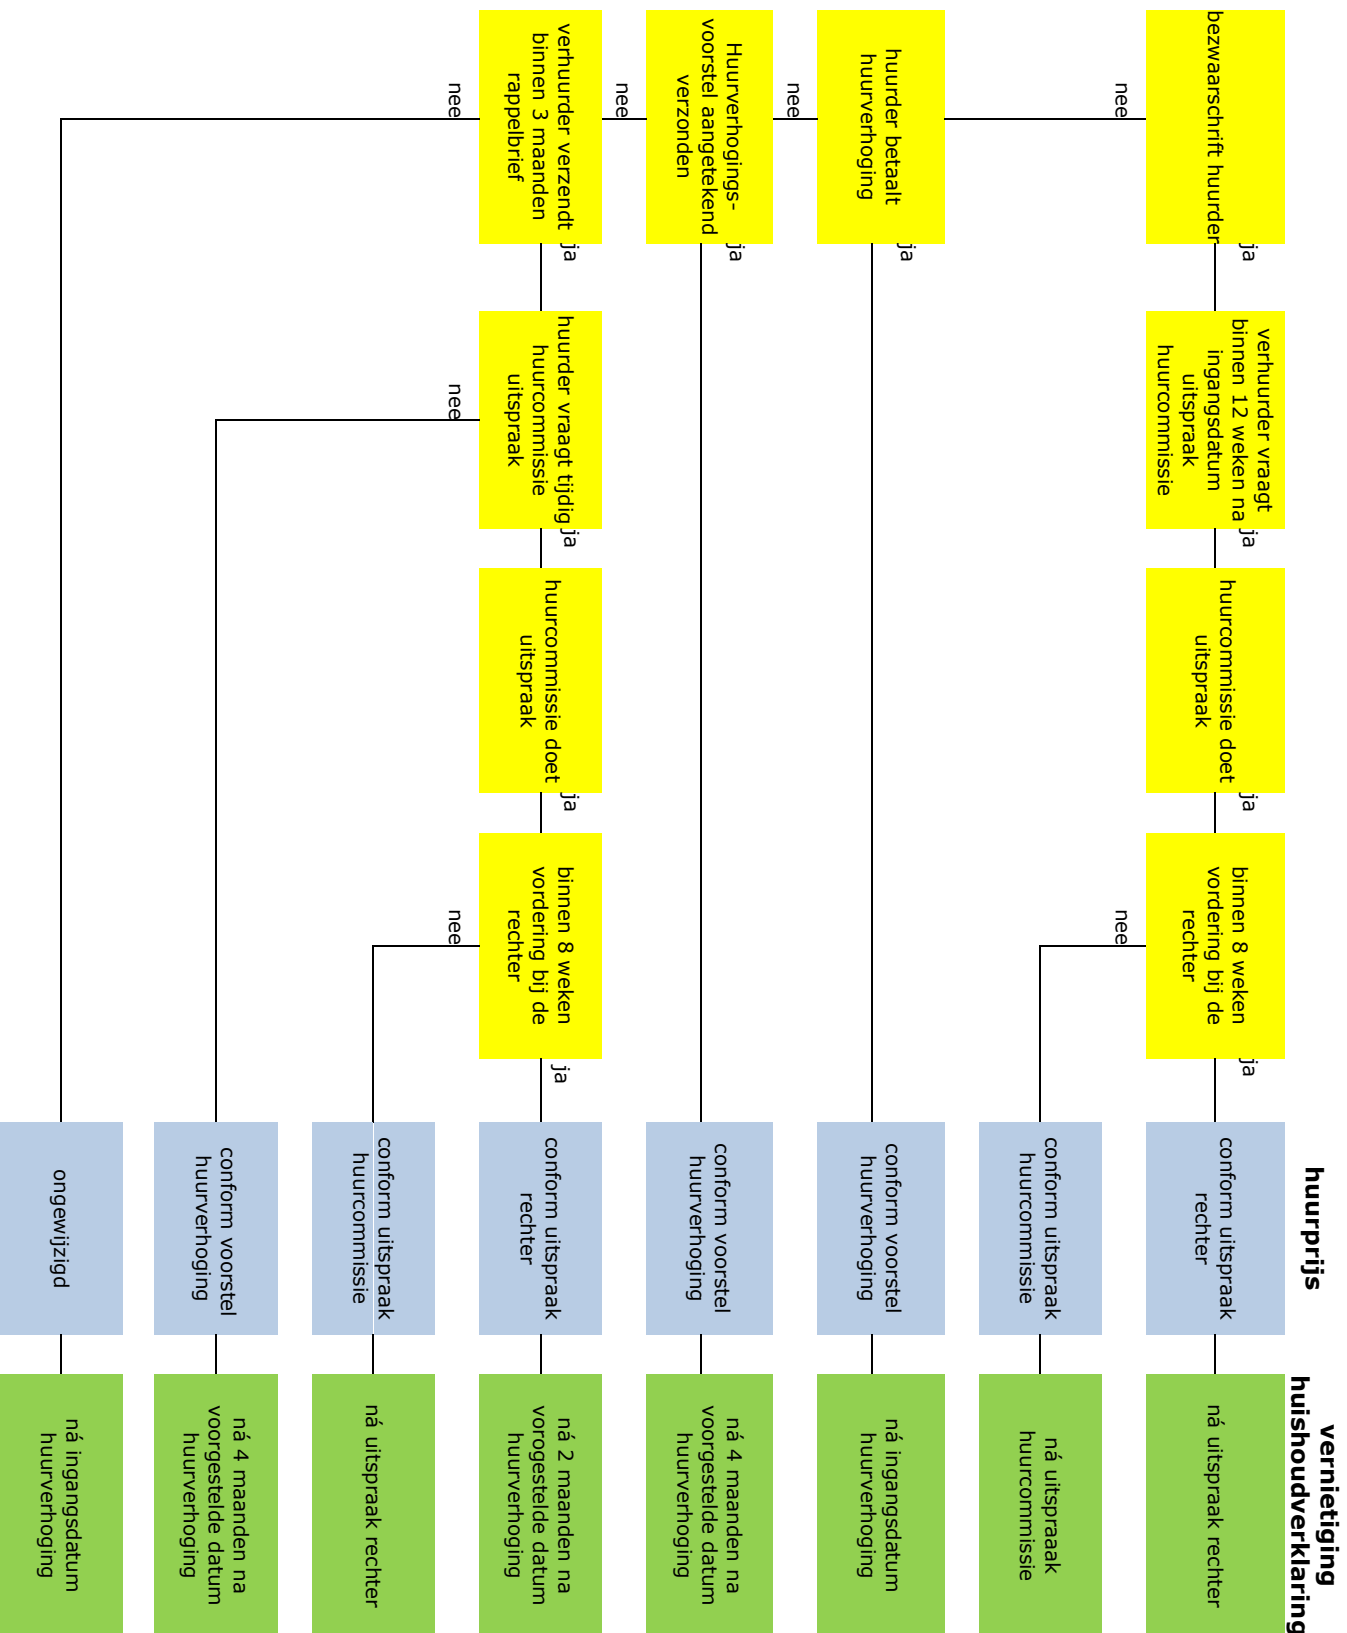 huurprijs
vernietiging
huishoudverklaring
bezwaarschrift huurder
ja
verhuurder vraagt
binnen 12 weken na
ingangsdatum
uitspraak
huurcommissie
ja
huurcommissie doet
uitspraak
ja
binnen 8 weken
vordering bij de
rechter
ja
conform uitspraak
rechter
ná uitspraak rechter
nee
nee
conform uitspraak
huurcommissie
ná uitspraaak
huurcommissie
huurder betaalt
huurverhoging
ja
conform voorstel
huurverhoging
ná ingangsdatum
huurverhoging
nee
Huurverhogings-
voorstel aangetekend
verzonden
ja
conform voorstel
huurverhoging
ná 4 maanden na
voorgestelde datum
huurverhoging
nee
verhuurder verzendt
binnen 3 maanden
rappelbrief
ja
huurder vraagt tijdig
huurcommissie
uitspraak
ja
huurcommissie doet
uitspraak
ja
binnen 8 weken
vordering bij de
rechter
ja
conform uitspraak
rechter
ná 2 maanden na
vorogestelde datum
huurverhoging
nee
nee
nee
conform uitspraak
huurcommissie
ná uitspraak rechter
conform voorstel
huurverhoging
ná 4 maanden na
voorgestelde datum
huurverhoging
ongewijzigd
ná ingangsdatum
huurverhoging